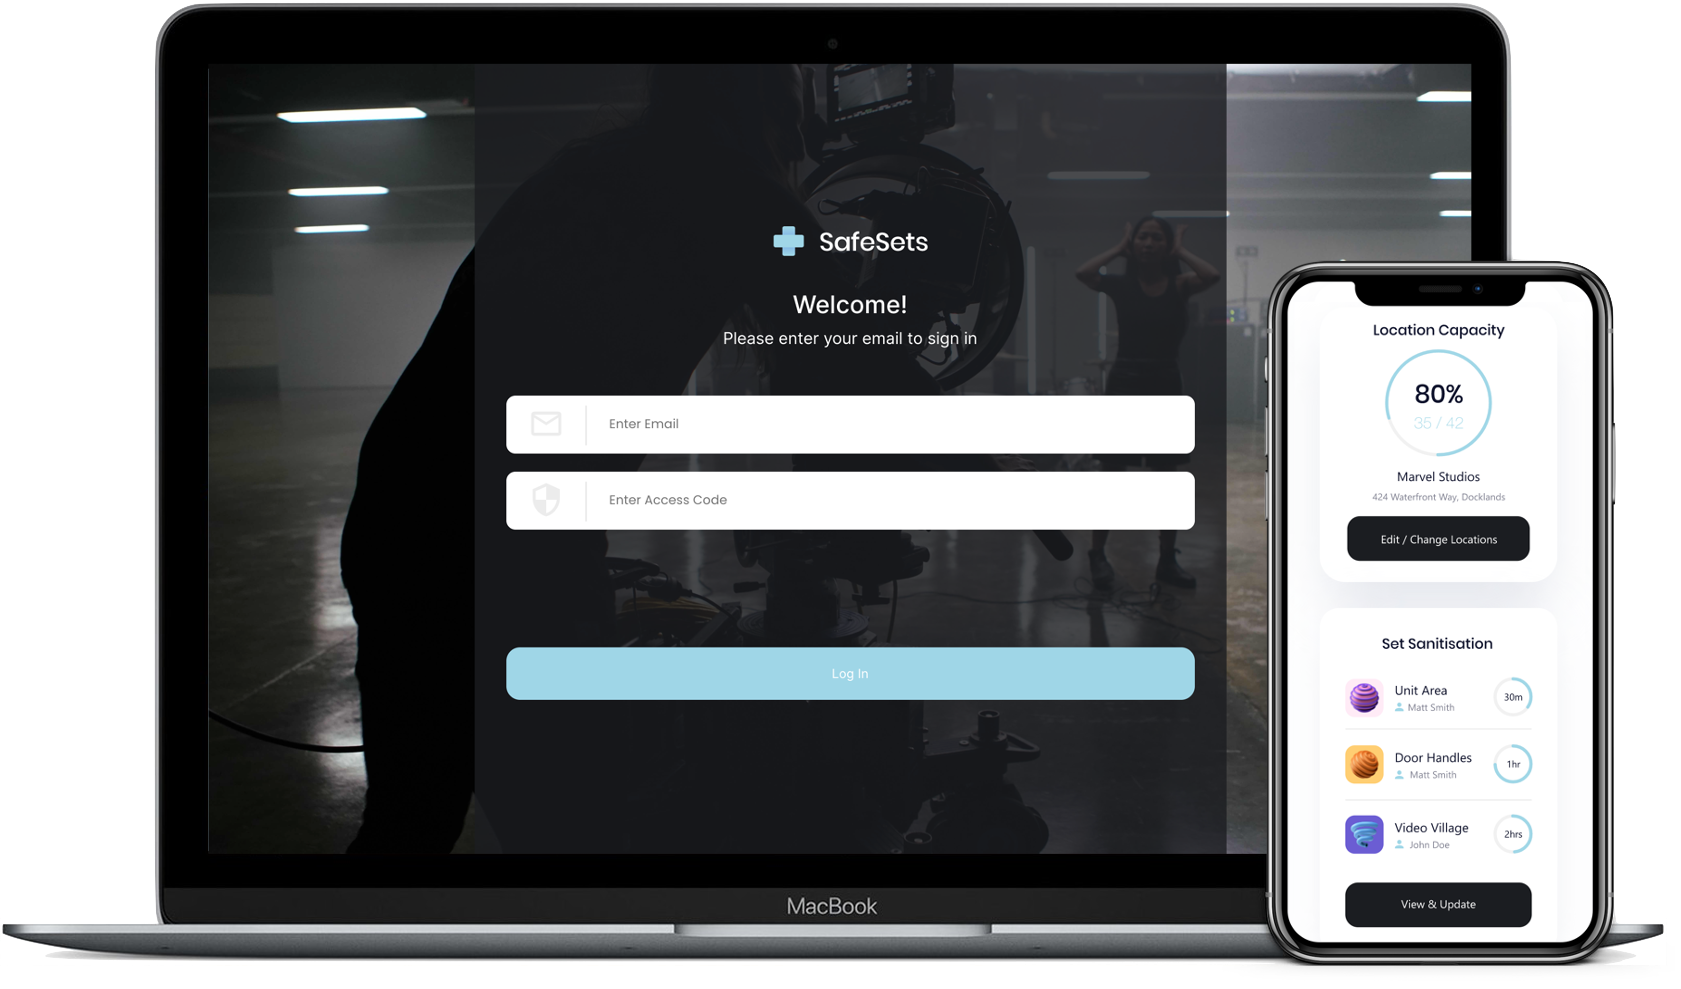 SafeSets
Welcome!
Please enter your email to sign in
Enter Email
Enter Access Code
Log In
MacBook
Location Capacity
80%
35 / 42
Marvel Studios
424 Waterfront Way, Docklands
Edit / Change Locations
Set Sanitisation
Unit Area
Matt Smith
30m
Door Handles
Matt Smith
1hr
Video Village
John Doe
2hrs
View & Update